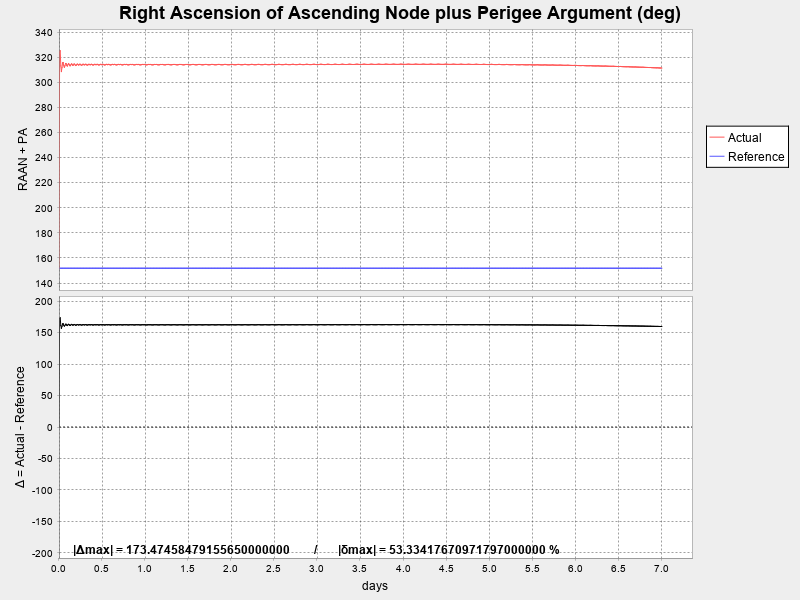 Right Ascension of Ascending Node plus Perigee Argument (deg)
RAAN + PA
340
320
300
280
260
240
220
200
180
160
140
Actual
Reference
Δ = Actual - Reference
200
150
100
50
0
-50
-100
-150
-200
|Δmax| = 173.47458479155650000000 / |δmax| = 53.33417670971797000000 %
0.0 0.5 1.0 1.5 2.0 2.5 3.0 3.5 4.0 4.5 5.0 5.5 6.0 6.5 7.0
days